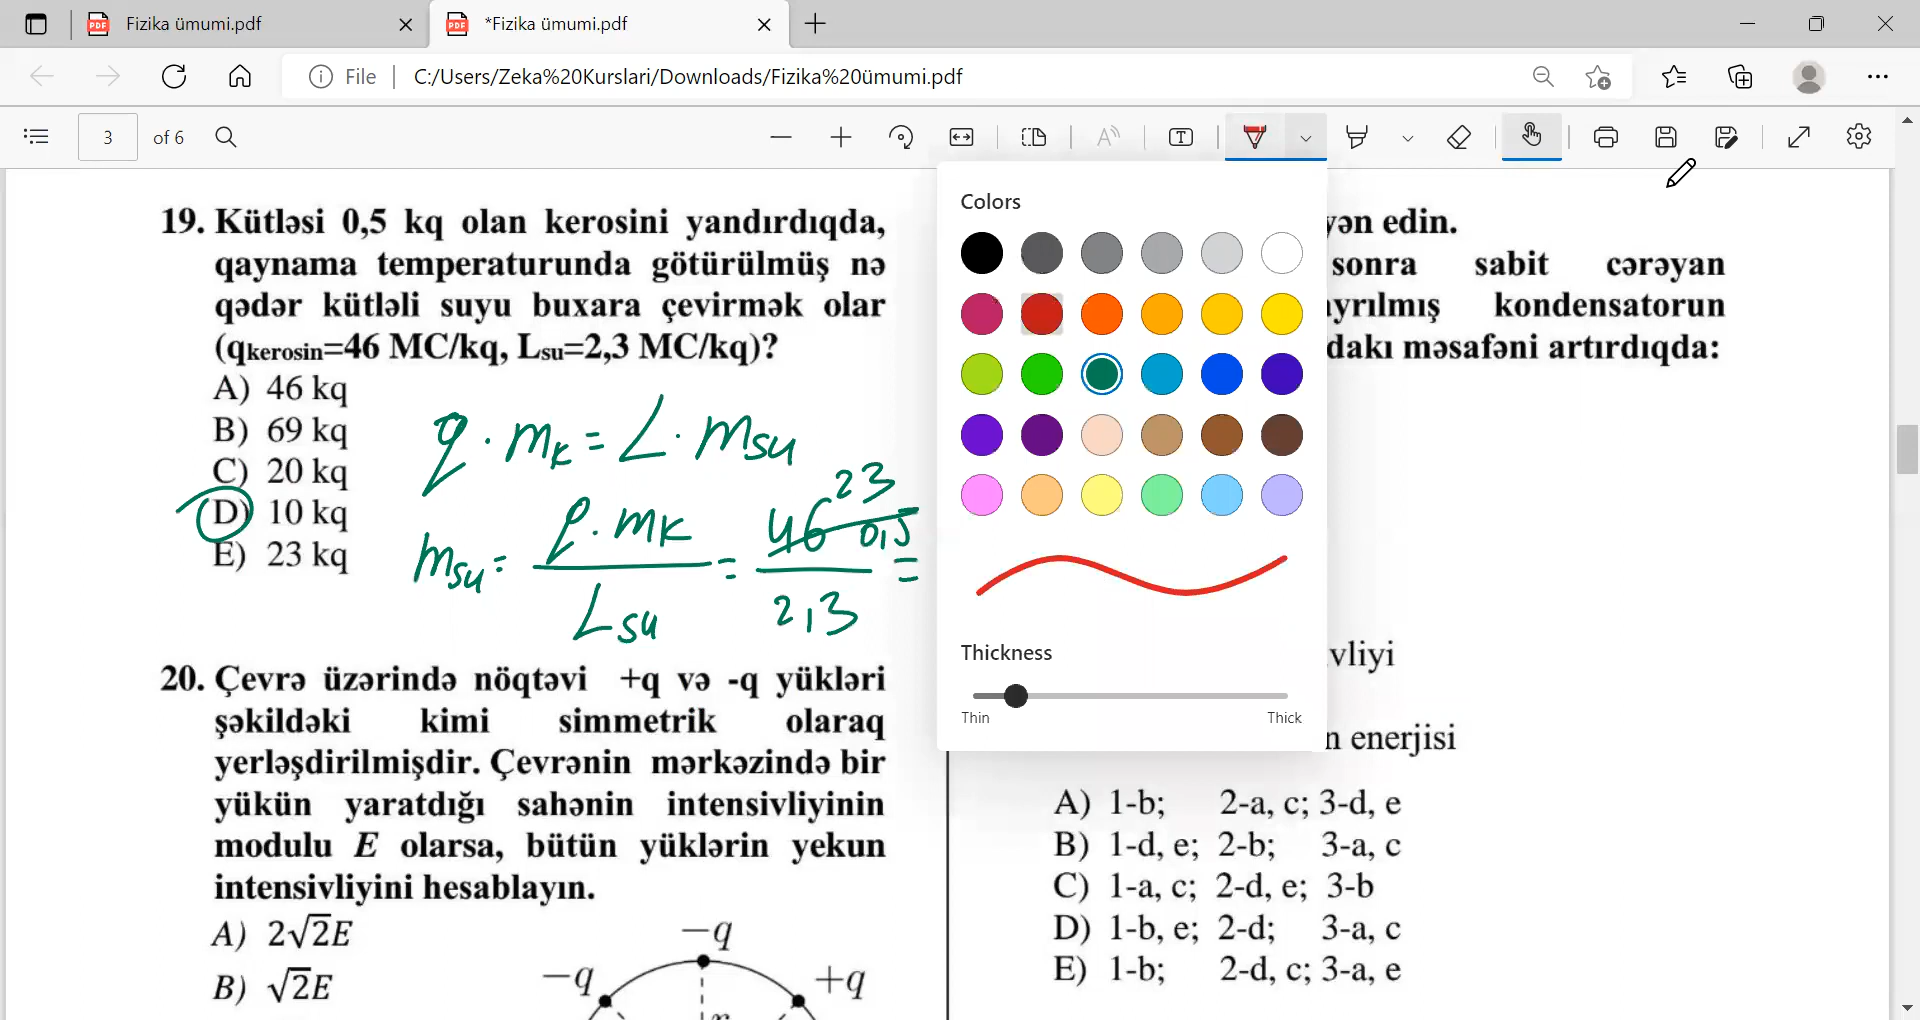 Fizika ümumi.pdf
*Fizika ümumi.pdf
File
C:/Users/Zeka%20Kurslari/Downloads/Fizika%20ümumi.pdf
3 of 6
19. Kütləsi 0,5 kq olan kerosini yandırdıqda,
qaynama temperaturunda götürülmüş nə
qədər kütləli suyu buxara çevirmək olar
(qkerosin=46 MC/kq, Lsu=2,3 MC/kq)?
A) 46 kq
B) 69 kq
C) 20 kq
D) 10 kq
E) 23 kq
q · mK = L · msu
23
msu = q · mK / Lsu = 46 0,5 / 2,3 =
20. Çevrə üzərində nöqtəvi +q və -q yükləri
şəkildəki kimi simmetrik olaraq
yerləşdirilmişdir. Çevrənin mərkəzində bir
yükün yaratdığı sahənin intensivliyinin
modulu E olarsa, bütün yüklərin yekun
intensivliyini hesablayın.
A) 2√2E
B) √2E
−q
−q
+q
Colors
Thickness
Thin
Thick
yən edin.
sonra sabit cərəyan
yrılmış kondensatorun
dakı məsafəni artırdıqda:
vliyi
n enerjisi
A) 1-b; 2-a, c; 3-d, e
B) 1-d, e; 2-b; 3-a, c
C) 1-a, c; 2-d, e; 3-b
D) 1-b, e; 2-d; 3-a, c
E) 1-b; 2-d, c; 3-a, e